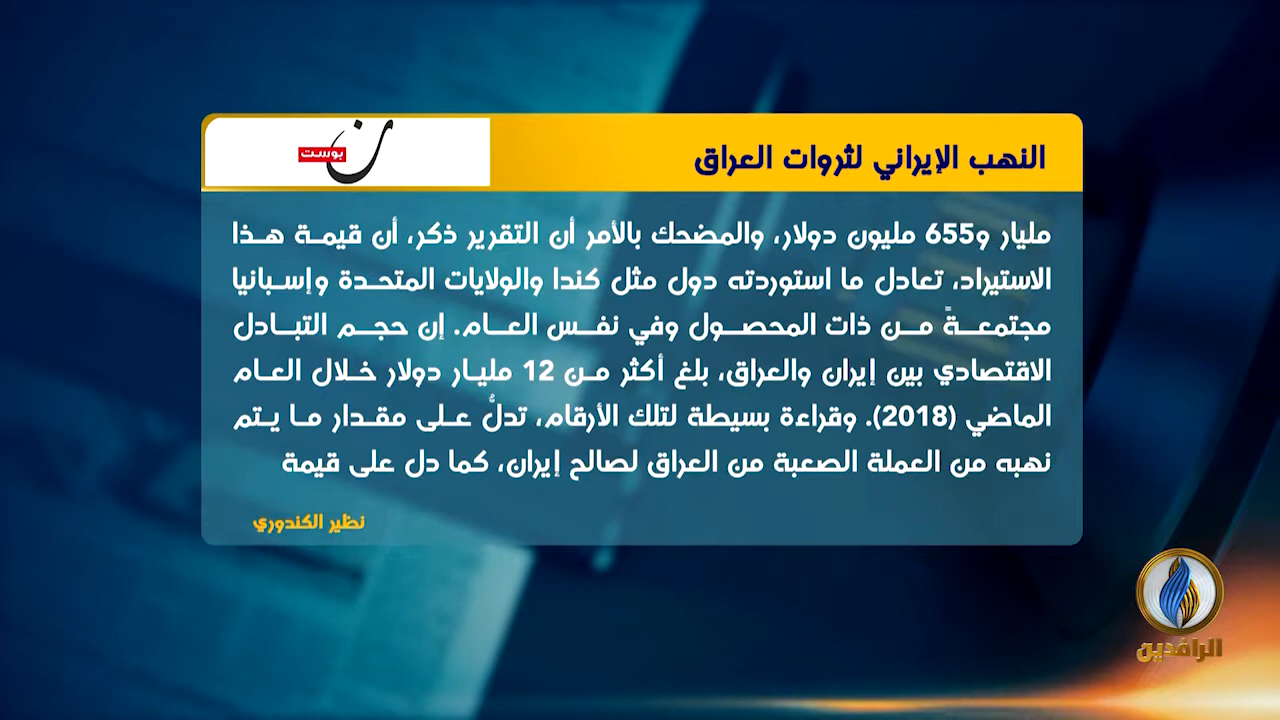 النهب الإيراني لثروات العراق
ن بوست
مليار و655 مليون دولار، والمضحك بالأمر أن التقرير ذكر، أن قيمة هذا
الاستيراد، تعادل ما استوردته دول مثل كندا والولايات المتحدة وإسبانيا
مجتمعةً من ذات المحصول وفي نفس العام. إن حجم التبادل
الاقتصادي بين إيران والعراق، بلغ أكثر من 12 مليار دولار خلال العام
الماضي (2018). وقراءة بسيطة لتلك الأرقام، تدلُّ على مقدار ما يتم
نهبه من العملة الصعبة من العراق لصالح إيران، كما دل على قيمة
نظير الكندوري
الرافدين